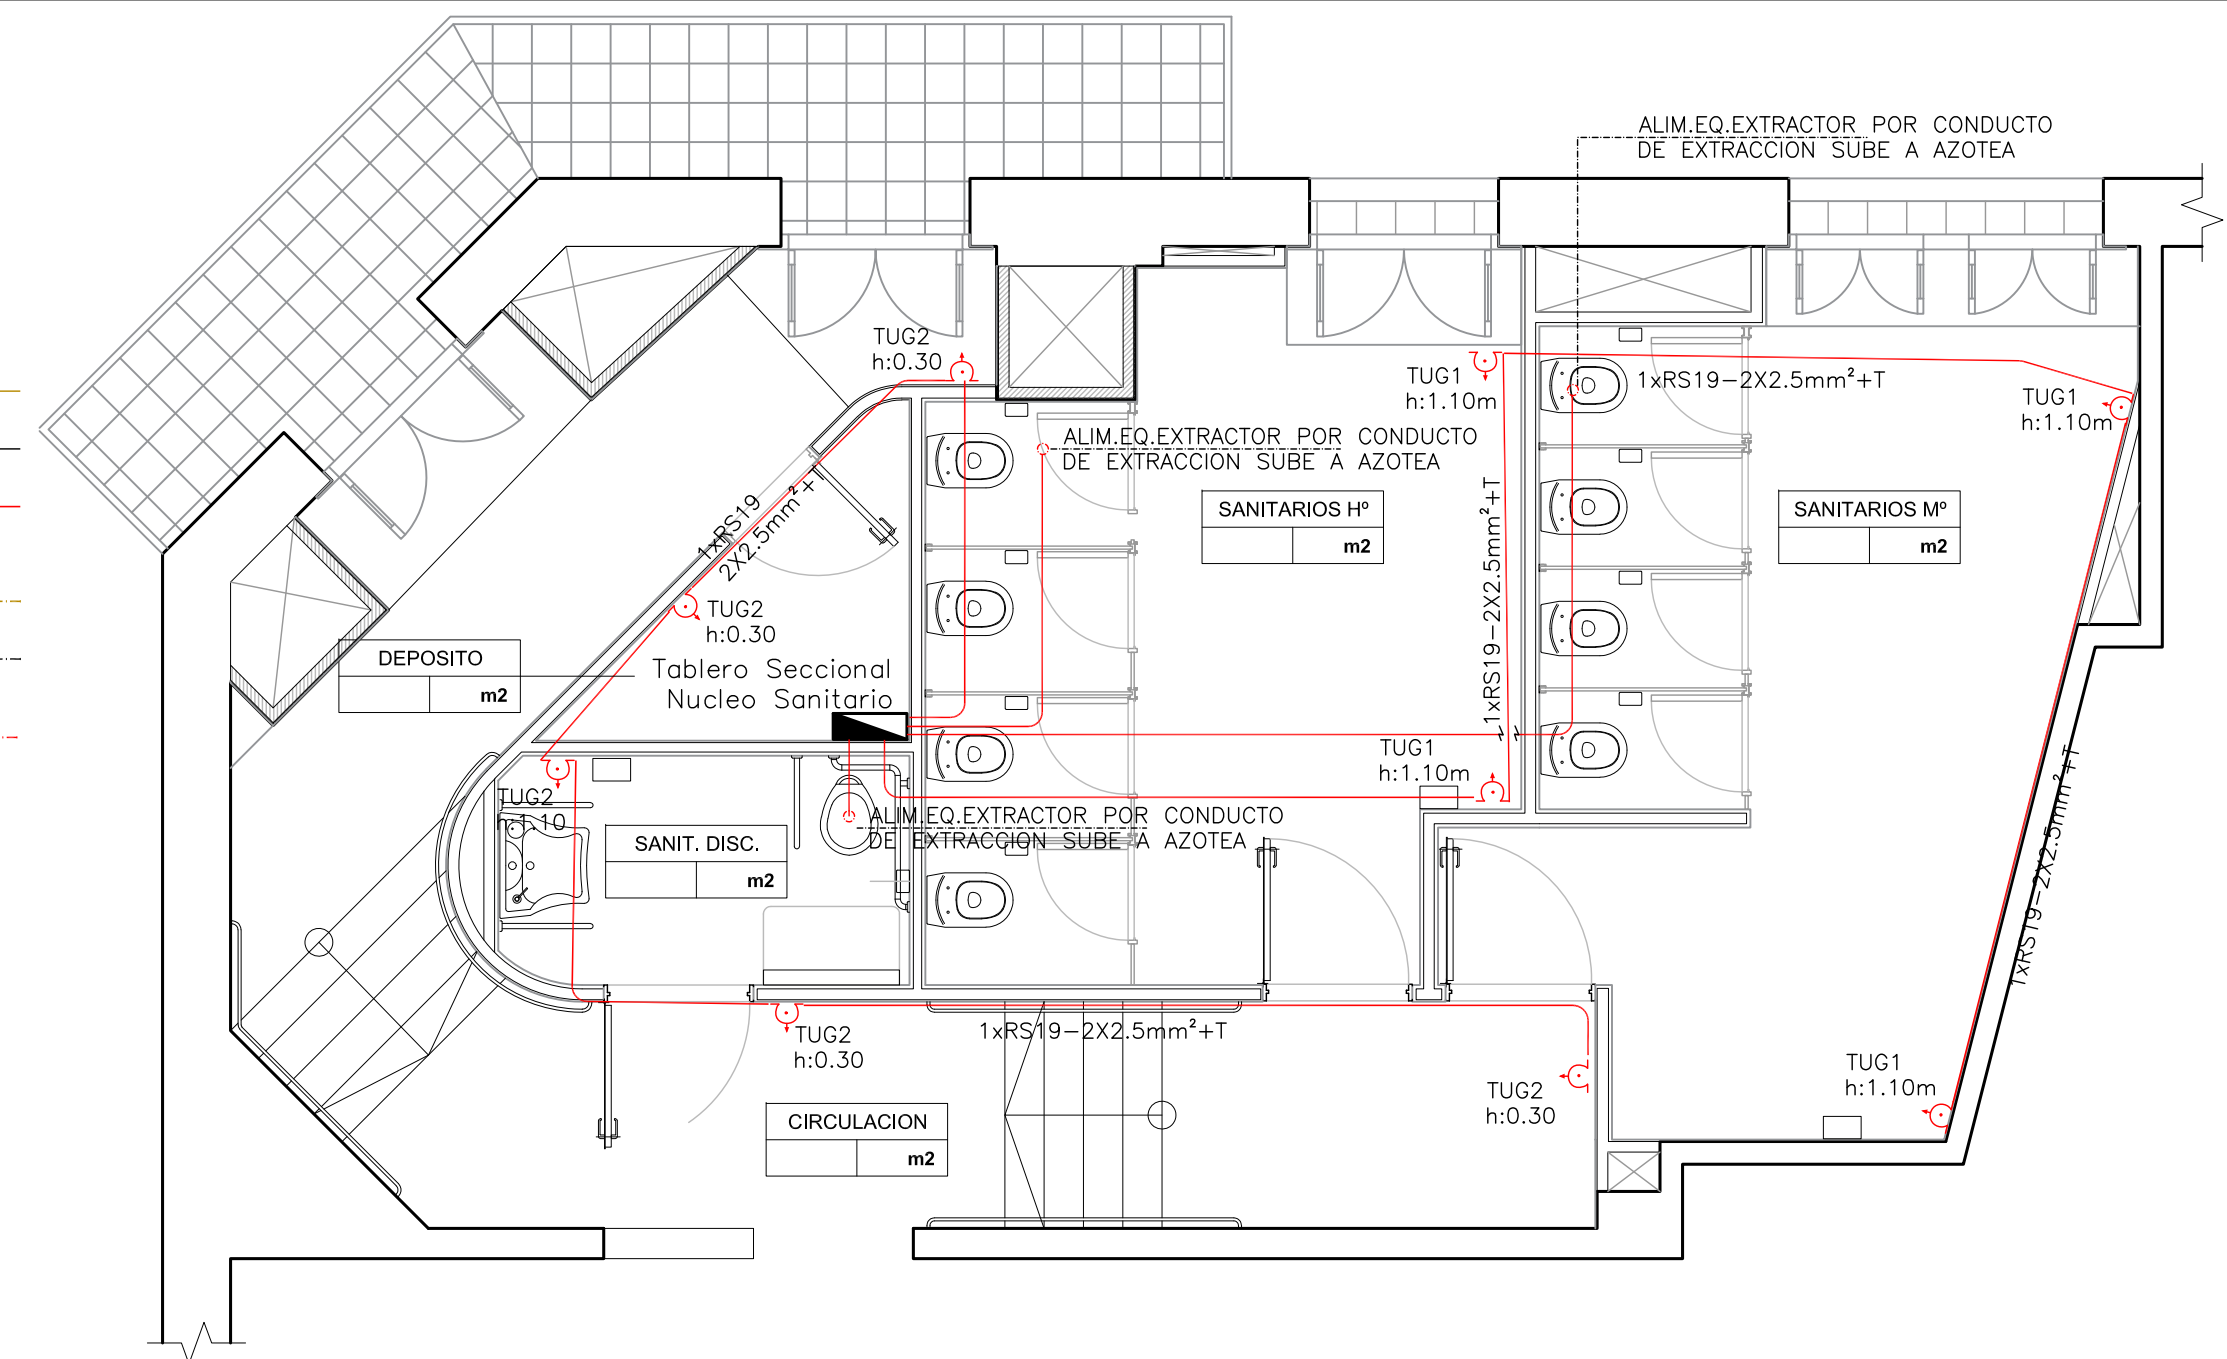 ALIM.EQ.EXTRACTOR POR CONDUCTO
DE EXTRACCION SUBE A AZOTEA
TUG2
h:0.30
TUG1
h:1.10m
1xRS19-2X2.5mm²+T
TUG1
h:1.10m
ALIM.EQ.EXTRACTOR POR CONDUCTO
DE EXTRACCION SUBE A AZOTEA
SANITARIOS Hº
m2
SANITARIOS Mº
m2
1xRS19
2X2.5mm²+T
1xRS19-2X2.5mm²+T
TUG2
h:0.30
DEPOSITO
m2
Tablero Seccional
Nucleo Sanitario
TUG1
h:1.10m
TUG2
h:1.10
ALIM.EQ.EXTRACTOR POR CONDUCTO
DE EXTRACCION SUBE A AZOTEA
SANIT. DISC.
m2
1xRS19-2X2.5mm²+T
1xRS19-2X2.5mm²+T
TUG2
h:0.30
TUG2
h:0.30
TUG1
h:1.10m
CIRCULACION
m2